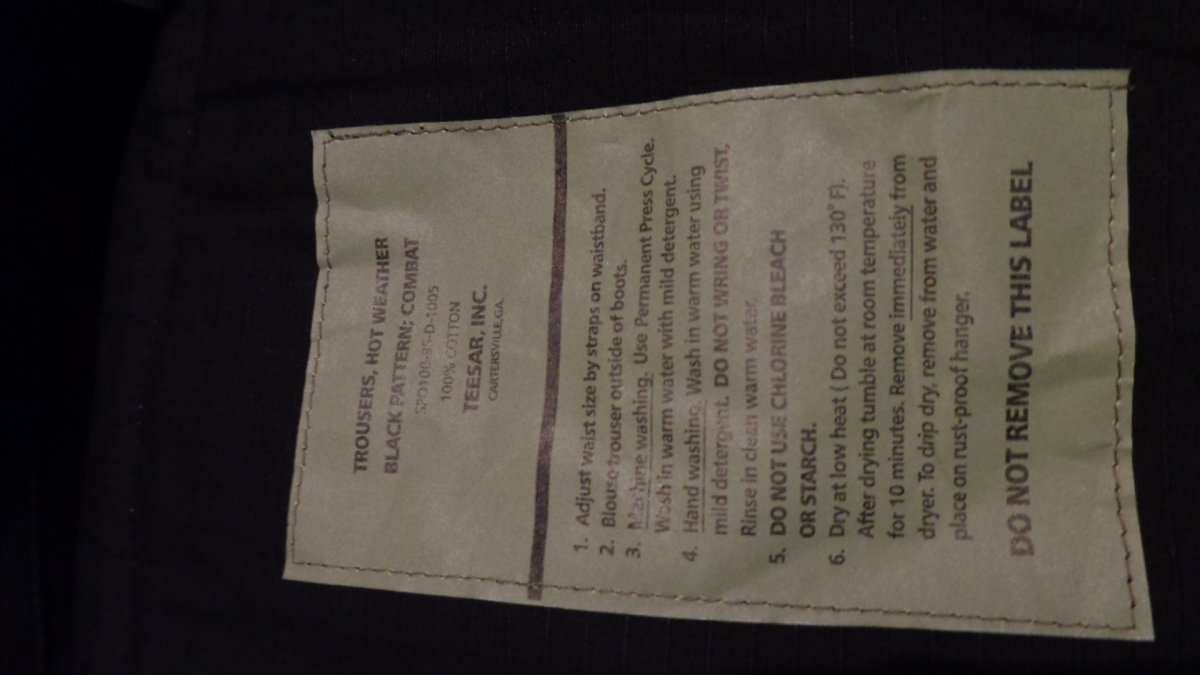 TROUSERS, HOT WEATHER
BLACK PATTERN; COMBAT
SPO100-95-D-1005
100% COTTON
TEESAR, INC.
CARTERSVILLE, GA.
1. Adjust waist size by straps on waistband.
2. Blouse trouser outside of boots.
3. Machine washing. Use Permanent Press Cycle.
Wash in warm water with mild detergent.
4. Hand washing. Wash in warm water using
mild detergent. DO NOT WRING OR TWIST.
Rinse in clean warm water.
5. DO NOT USE CHLORINE BLEACH
OR STARCH.
6. Dry at low heat ( Do not exceed 130° F).
After drying tumble at room temperature
for 10 minutes. Remove immediately from
dryer. To drip dry, remove from water and
place on rust-proof hanger.
DO NOT REMOVE THIS LABEL